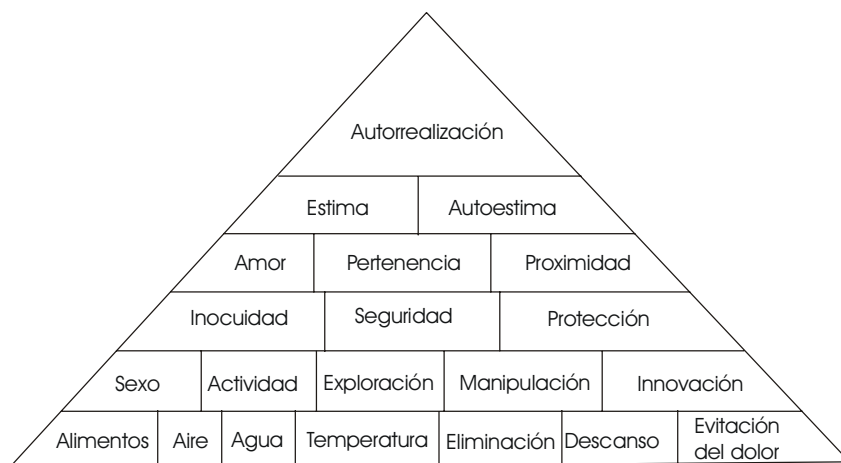 Autorrealización
Estima Autoestima
Amor Pertenencia Proximidad
Inocuidad Seguridad Protección
Sexo Actividad Exploración Manipulación Innovación
Alimentos Aire Agua Temperatura Eliminación Descanso Evitación
del dolor